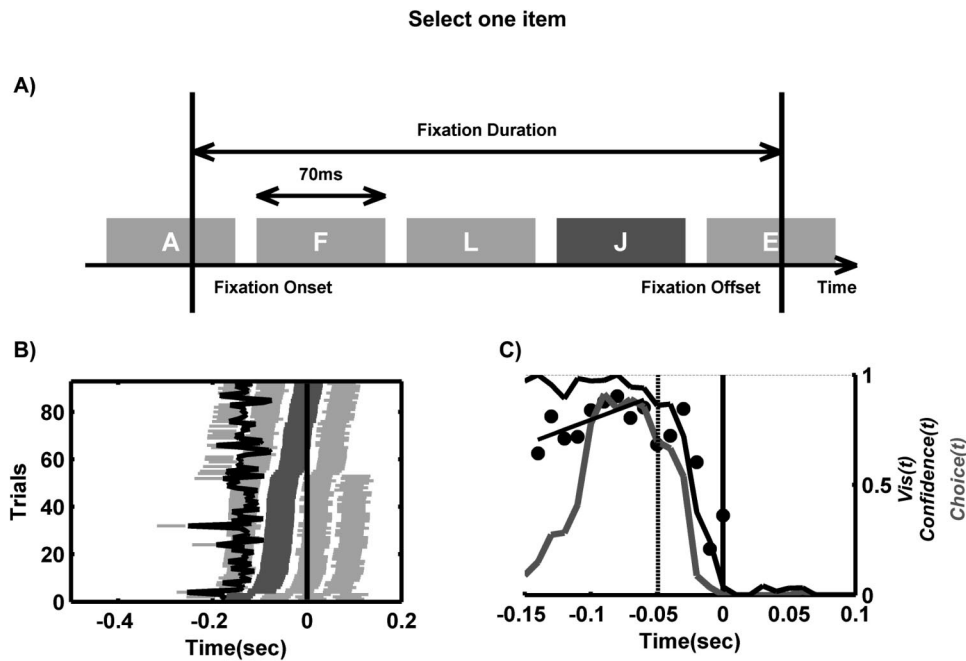 Select one item
A)
Fixation Duration
70ms
A F L J E
Fixation Onset Fixation Offset Time
B) C)
80
60
40
20
0
Trials
-0.4 -0.2 0 0.2
Time(sec)
1
0.5
0
-0.15 -0.1 -0.05 0 0.05 0.1
Time(sec)
Vis(t)
Confidence(t)
Choice(t)